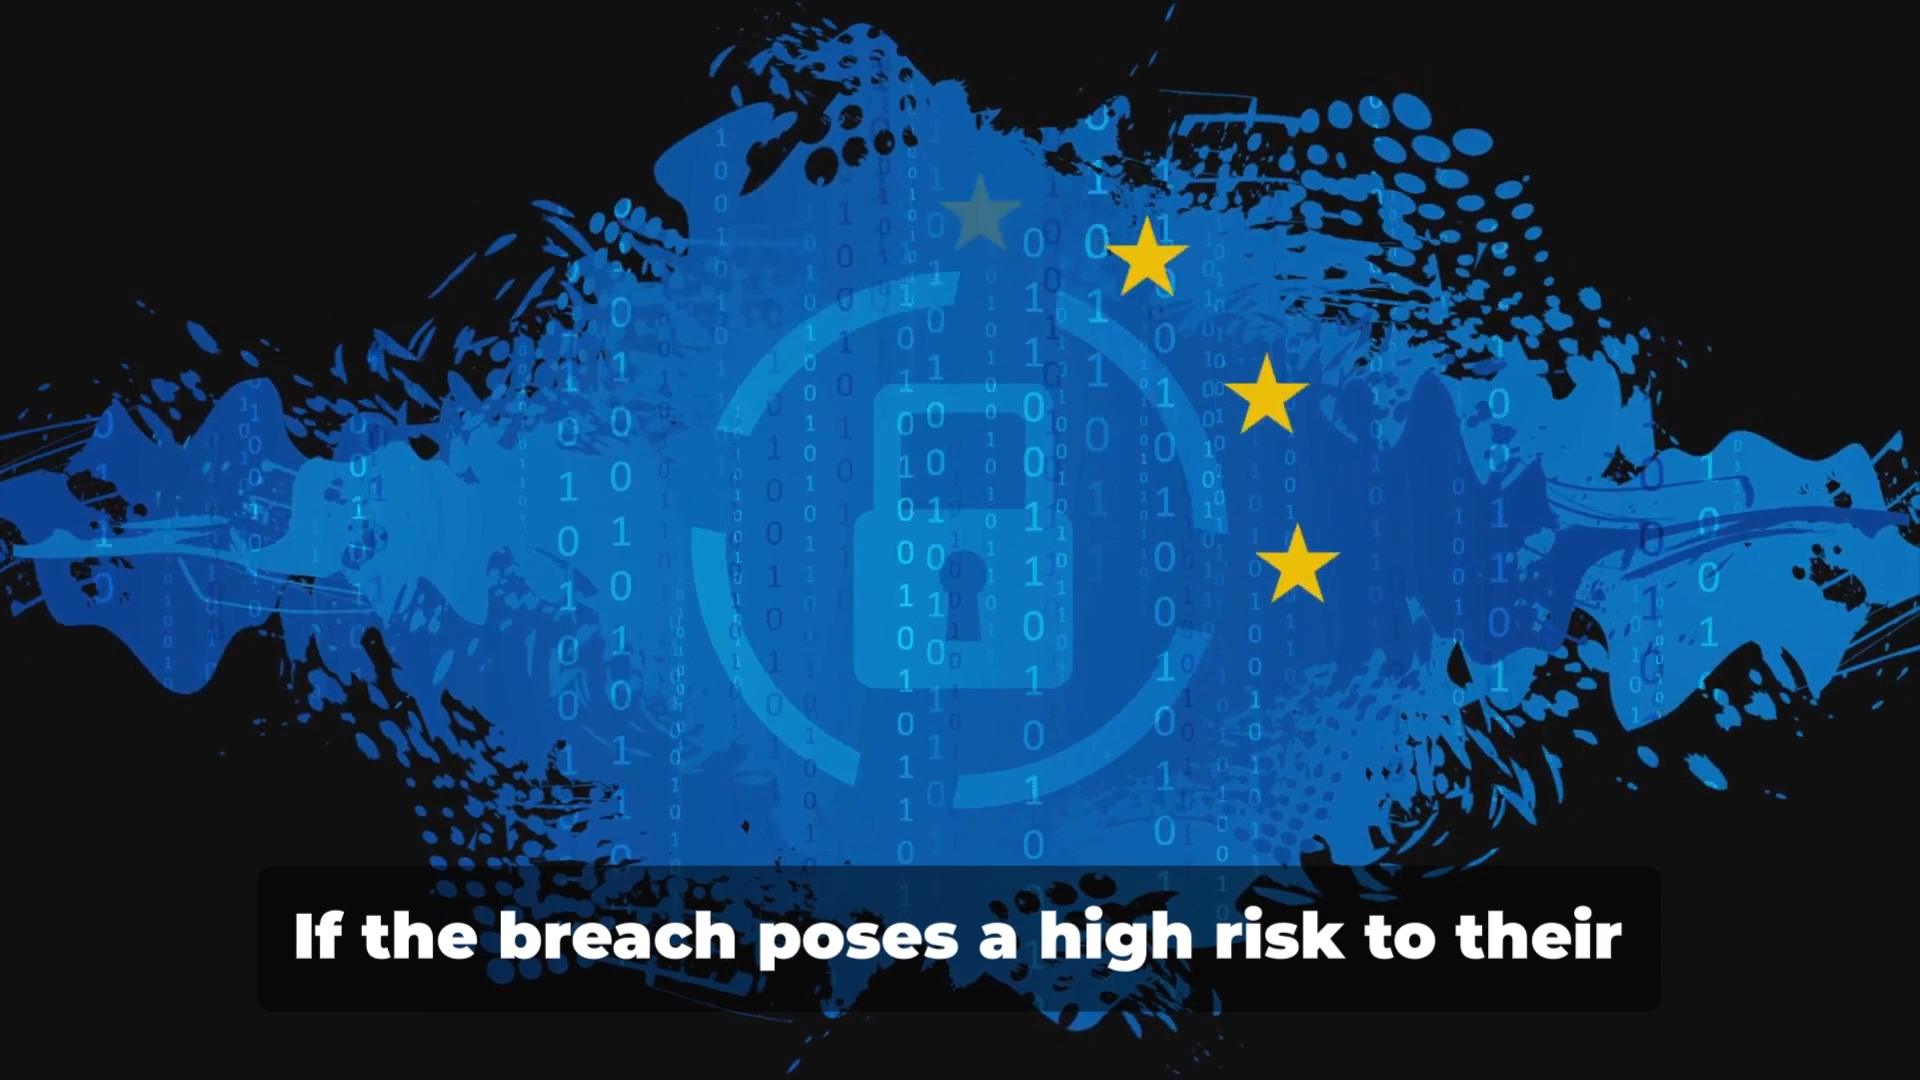 If the breach poses a high risk to their